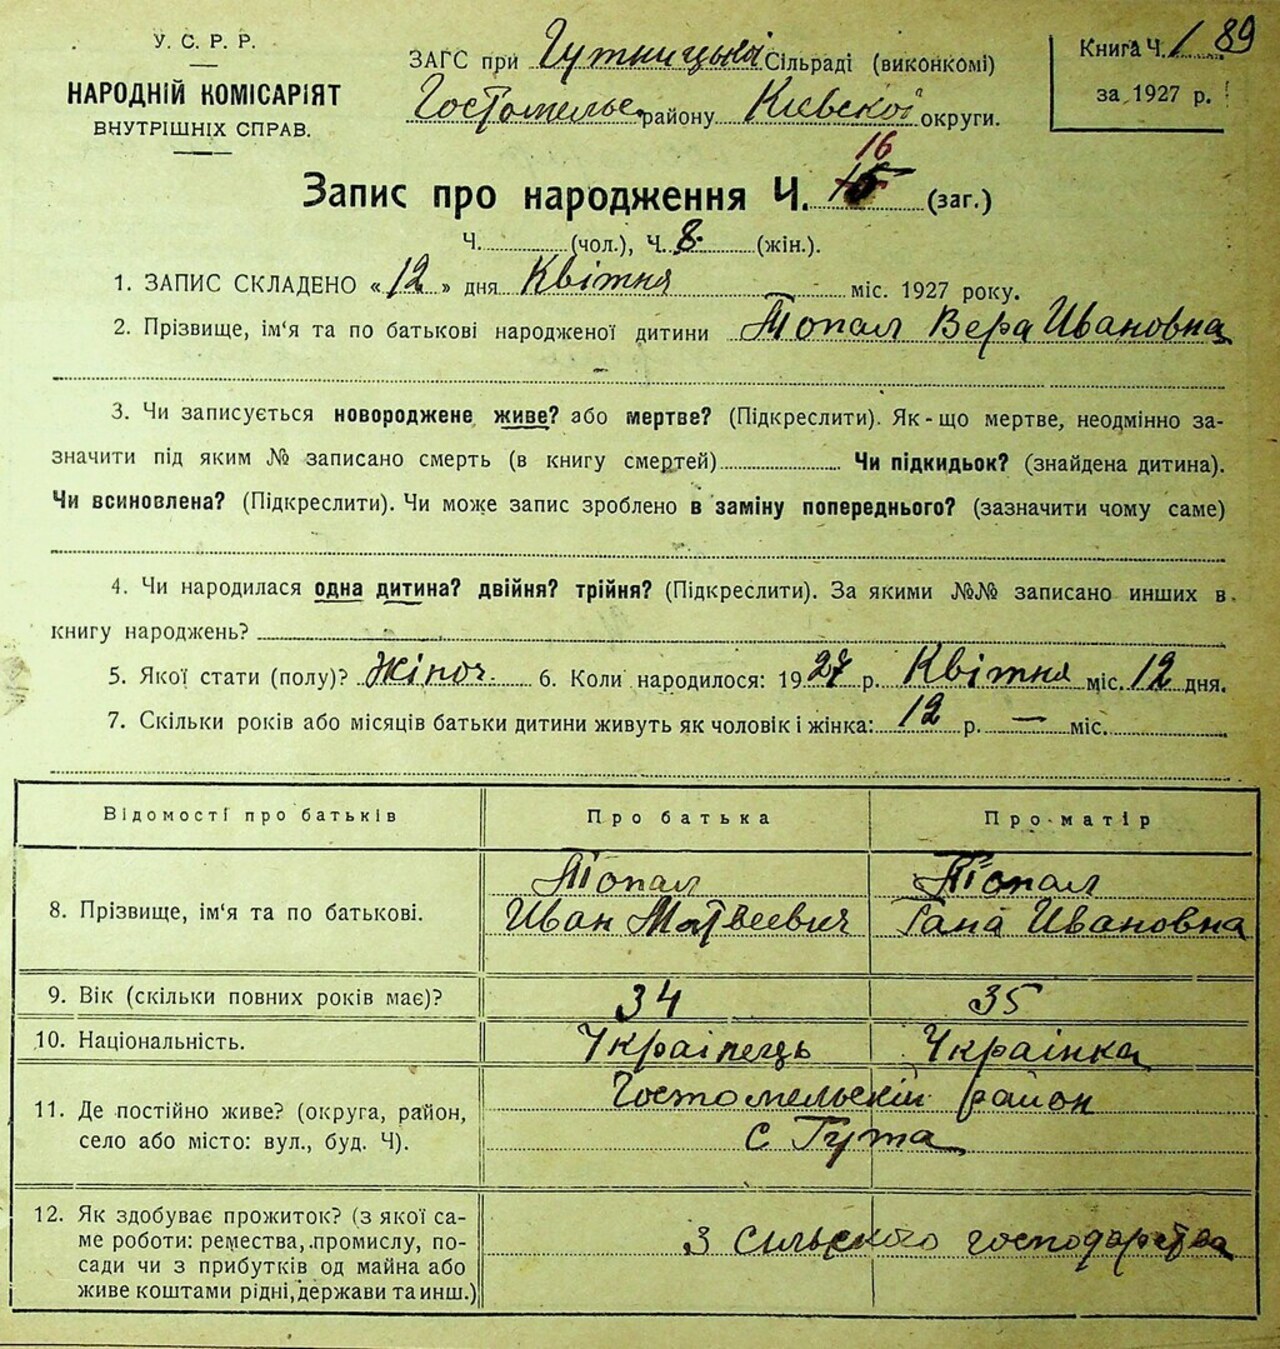 У. С. Р. Р.
НАРОДНІЙ КОМІСАРІЯТ
ВНУТРІШНІХ СПРАВ.
ЗАГС при Гутницькій Сільраді (виконкомі)
Гостомельс. району Киевской округи.
Книга Ч. 1 89
за 1927 р.
16
Запис про народження Ч. 15 (заг.)
Ч. (чол.), Ч. 8. (жін.).
1. ЗАПИС СКЛАДЕНО « 12 » дня Квітня міс. 1927 року.
2. Прізвище, ім'я та по батькові народженої дитини Топал Вера Ивановна
3. Чи записується новороджене живе? або мертве? (Підкреслити). Як-що мертве, неодмінно за-
значити під яким № записано смерть (в книгу смертей) Чи підкидьок? (знайдена дитина).
Чи всиновлена? (Підкреслити). Чи може запис зроблено в заміну попереднього? (зазначити чому саме)
4. Чи народилася одна дитина? двійня? трійня? (Підкреслити). За якими №№ записано инших в
книгу народжень?
5. Якої стати (полу)? Жіноч. 6. Коли народилося: 1927 р. Квітня міс. 12 дня.
7. Скільки років або місяців батьки дитини живуть як чоловік і жінка: 12 р. — міс.
Відомості про батьків Про батька Про матір
Топал Топал
8. Прізвище, ім'я та по батькові. Иван Матвеевич Гана Ивановна
9. Вік (скільки повних років має)? 34 35
10. Національність. Украінець Украінка
11. Де постійно живе? (округа, район, Гостомельскій район
село або місто: вул., буд. Ч). с Гута
12. Як здобуває прожиток? (з якої са-
ме роботи: ремества, промислу, по- З сильского господарства
сади чи з прибутків од майна або
живе коштами рідні, держави та инш.)